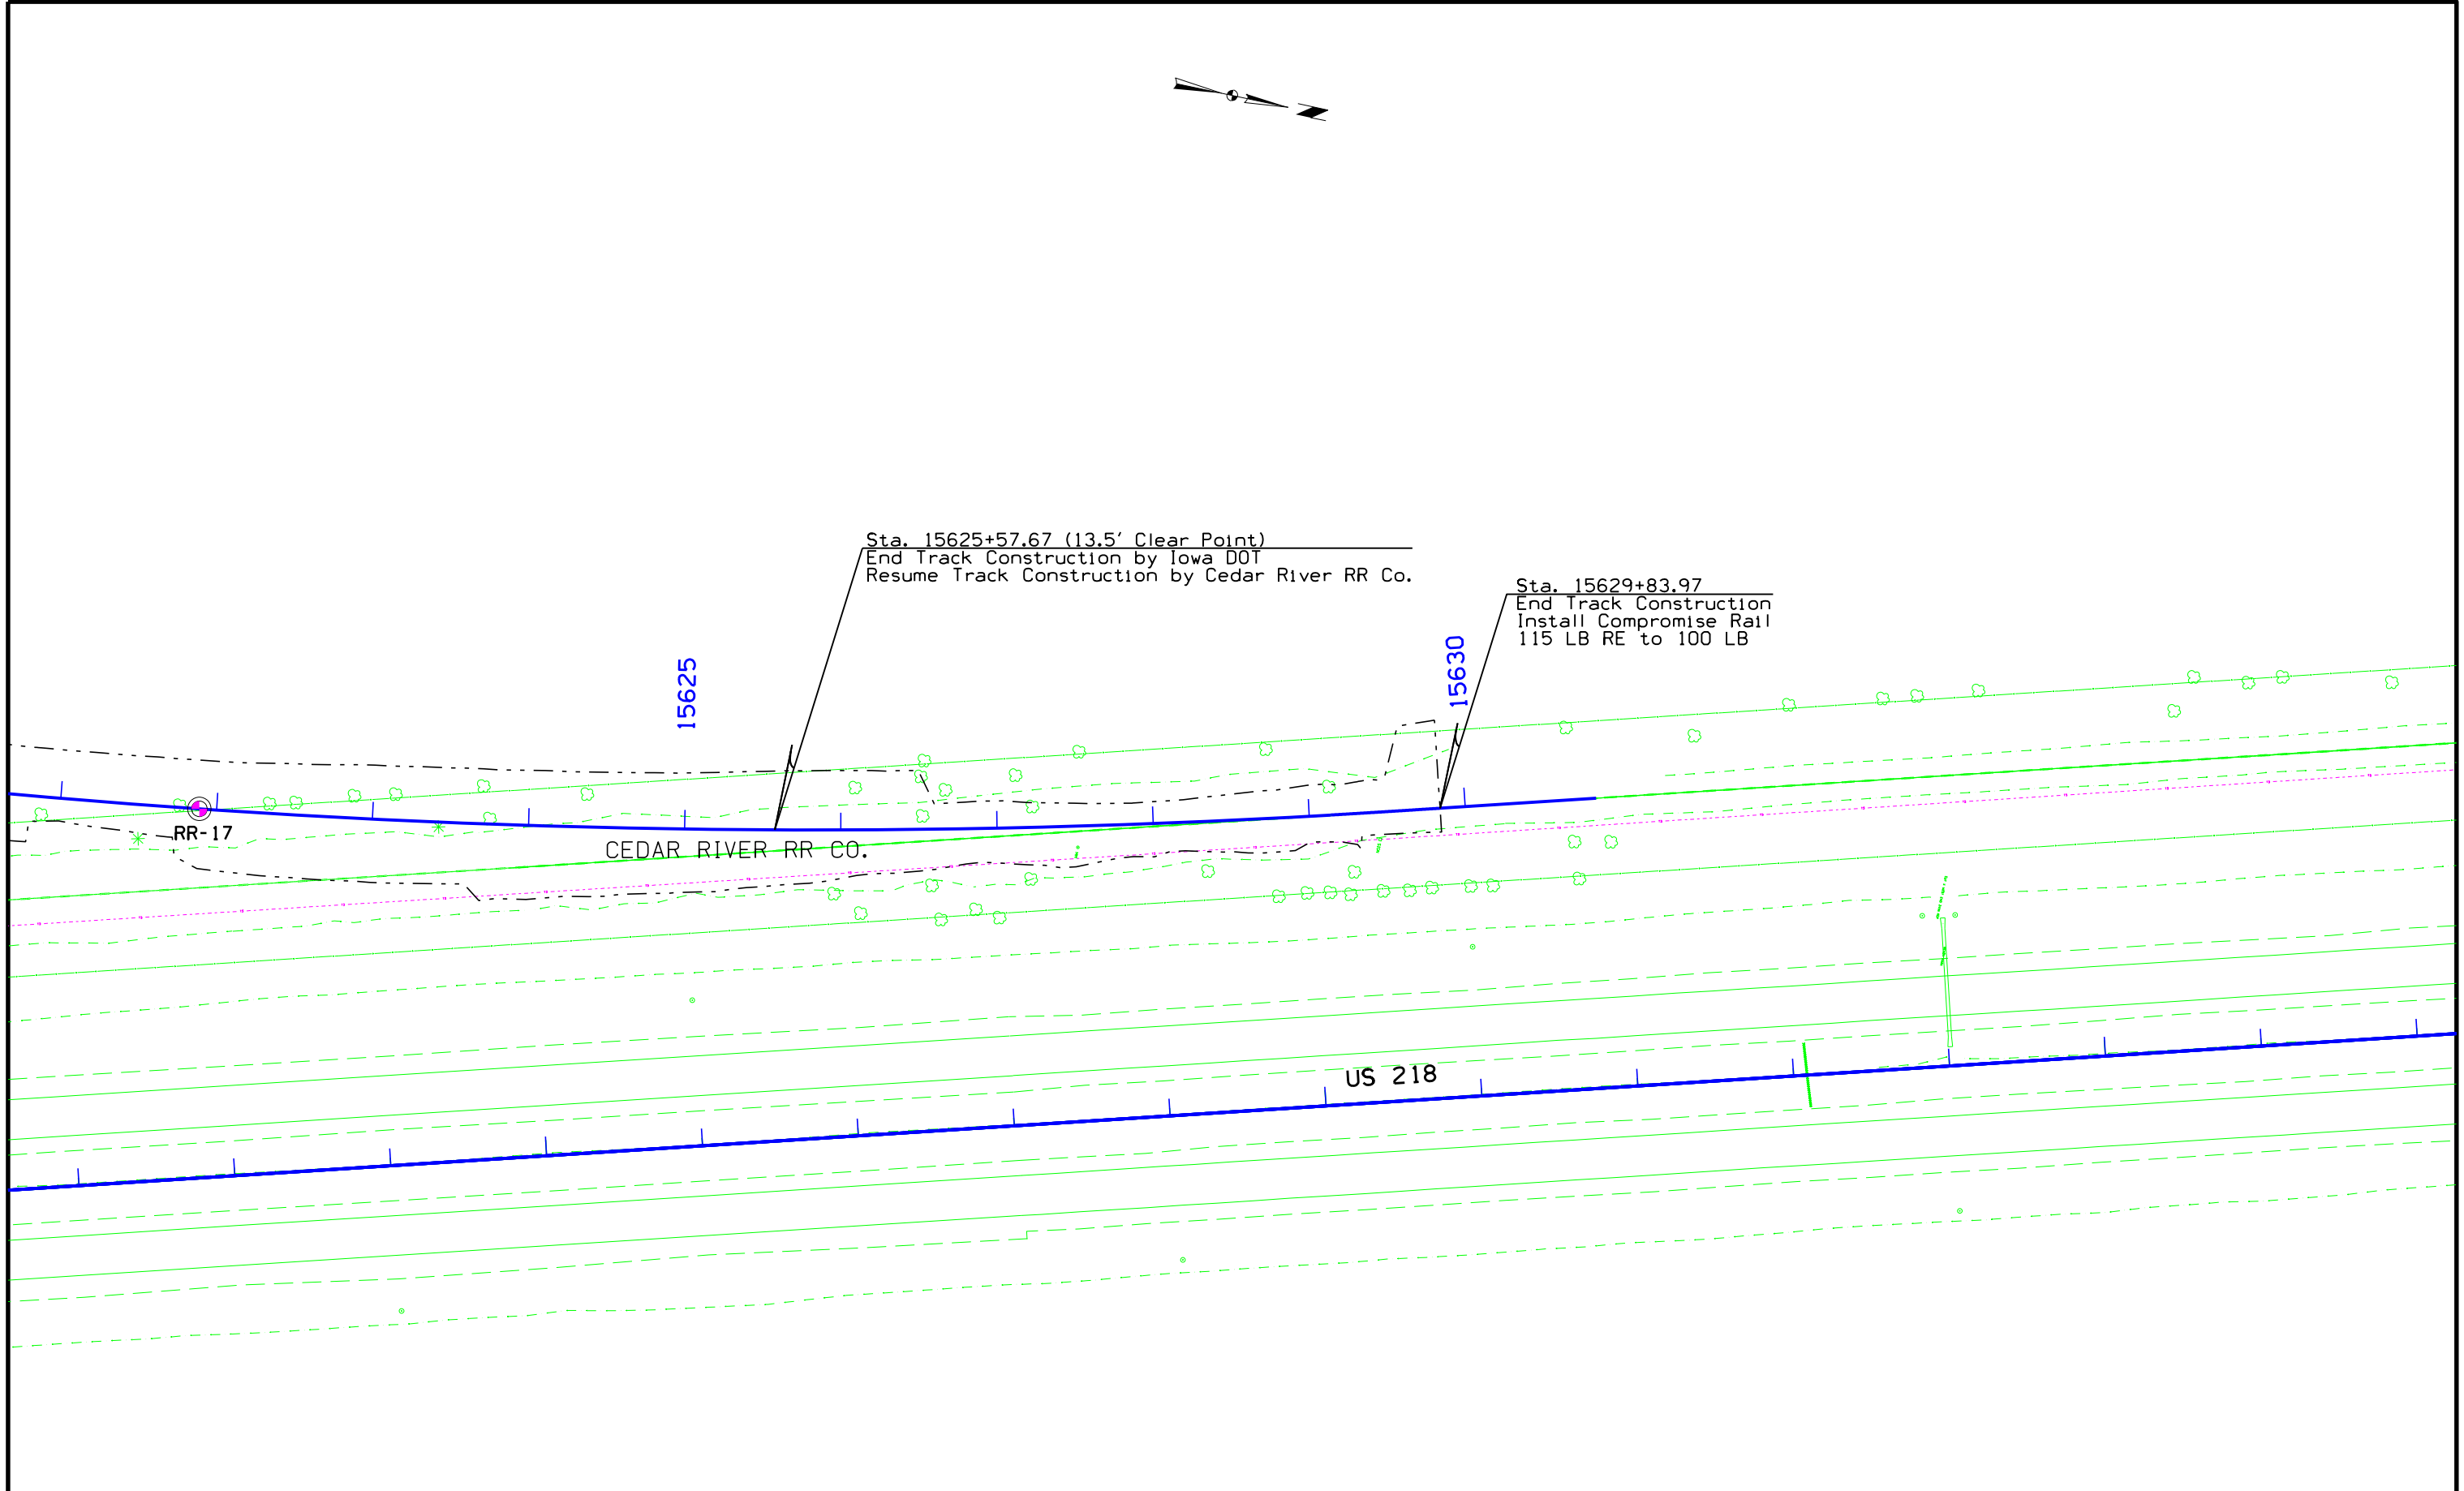 N
Sta. 15625+57.67 (13.5' Clear Point)
End Track Construction by Iowa DOT
Resume Track Construction by Cedar River RR Co.
Sta. 15629+83.97
End Track Construction
Install Compromise Rail
115 LB RE to 100 LB
15625
15630
RR-17
CEDAR RIVER RR CO.
US 218